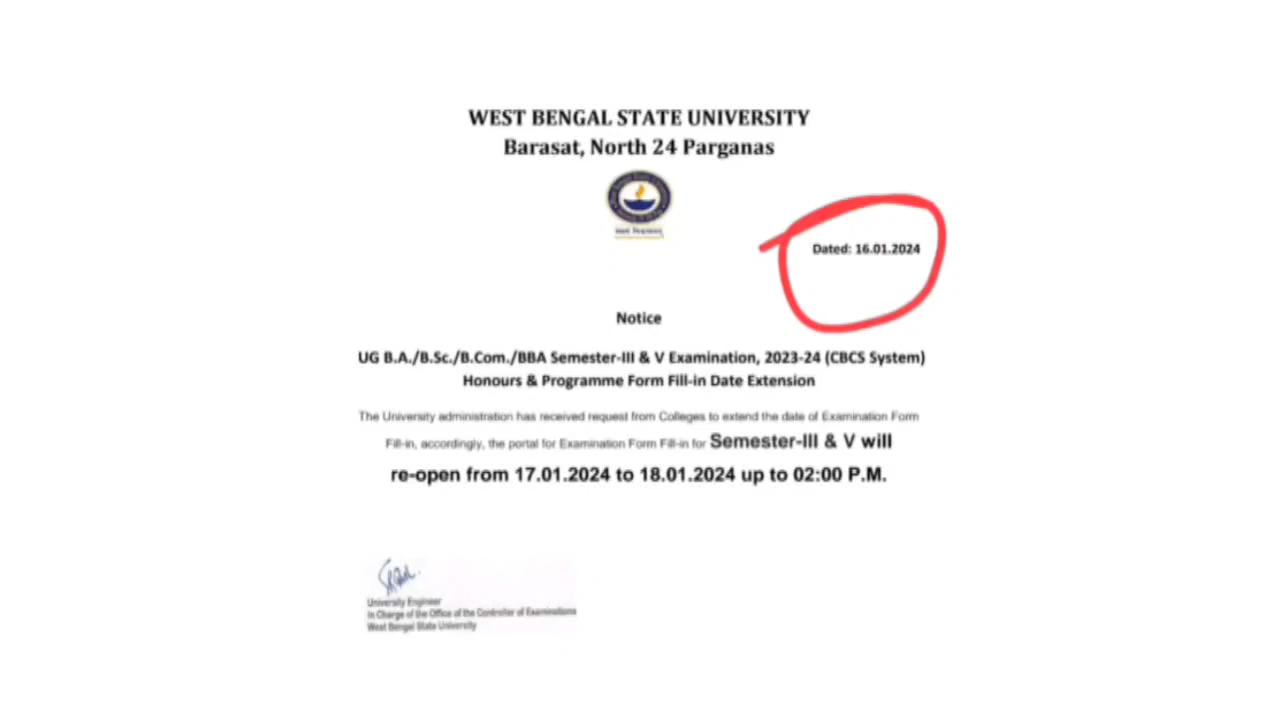 WEST BENGAL STATE UNIVERSITY
Barasat, North 24 Parganas
Dated: 16.01.2024
Notice
UG B.A./B.Sc./B.Com./BBA Semester-III & V Examination, 2023-24 (CBCS System)
Honours & Programme Form Fill-in Date Extension
The University administration has received request from Colleges to extend the date of Examination Form
Fill-in, accordingly, the portal for Examination Form Fill-in for Semester-III & V will
re-open from 17.01.2024 to 18.01.2024 up to 02:00 P.M.
University Engineer
In Charge of the Office of the Controller of Examinations
West Bengal State University